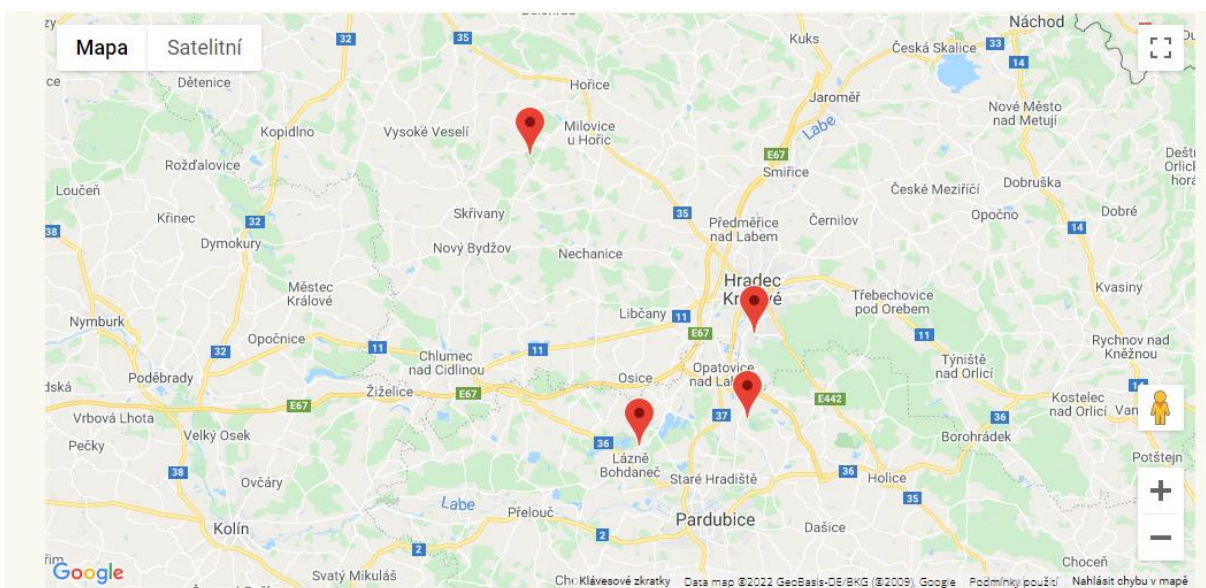 Mapa
Satelitní
32
35
Kuks
Náchod
Česká Skalice
33
14
Dětenice
Hořice
Jaroměř
Nové Město
nad Metují
Kopidlno
Vysoké Veselí
Milovice
u Hořic
Labe
E67
Smiřice
Rožďalovice
Loučeň
České Meziříčí
Dobruška
Křinec
32
Skřivany
35
Předměřice
nad Labem
Černilov
Opočno
Dobré
14
38
Dymokury
Nový Bydžov
Nechanice
Hradec
Městec
Králové
Třebechovice
pod Orebem
Kvasiny
Nymburk
Libčany
11
E67
11
Opočnice
11
11
32
Chlumec
nad Cidlinou
Rychnov nad
Kněžnou
Týniště
nad Orlicí
Poděbrady
Žiželice
E67
Osice
Opatovice
14
E67
E442
Kostelec
nad Orlicí
Vrbová Lhota
37
36
Pečky
Velký Osek
36
Borohrádek
Lázně
Bohdaneč
Staré Hradiště
Potštejn
38
36
Holice
Ovčáry
35
Labe
Přelouč
Kolín
Pardubice
Dašice
2
2
Choceň
Google
Svatý Mikuláš
Klávesové zkratky
Data map ©2022 GeoBasis-DE/BKG (©2009), Google
Podmínky použití
Nahlásit chybu v mapě